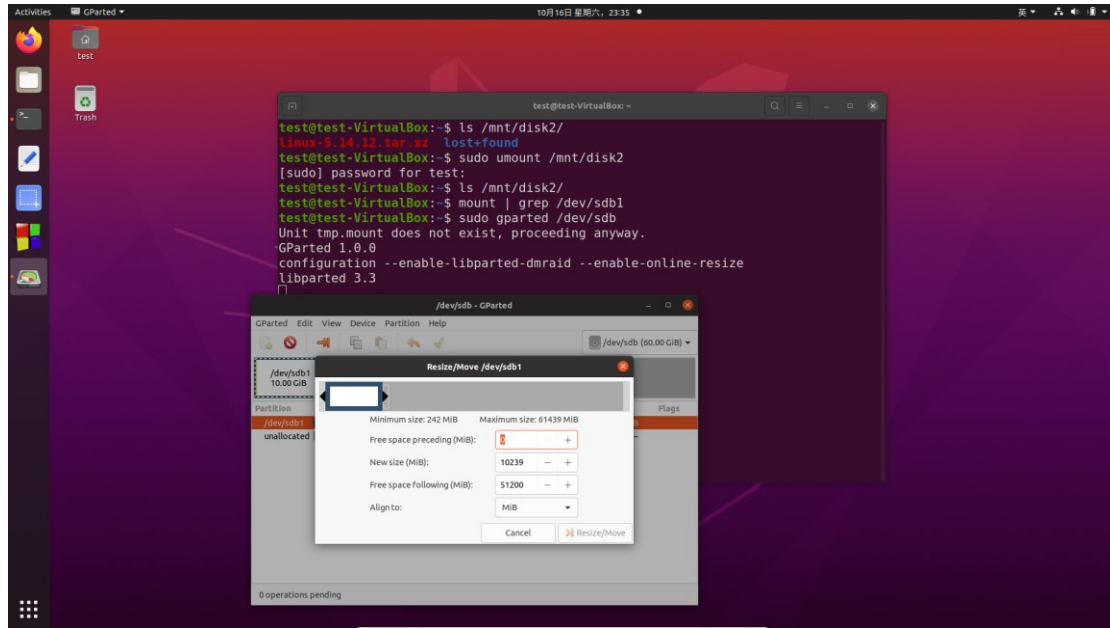 Activities GParted 10月16日 星期六，23:35 英
test
Trash
test@test-VirtualBox: ~
test@test-VirtualBox:~$ ls /mnt/disk2/
linux-5.14.12.tar.xz lost+found
test@test-VirtualBox:~$ sudo umount /mnt/disk2
[sudo] password for test:
test@test-VirtualBox:~$ ls /mnt/disk2/
test@test-VirtualBox:~$ mount | grep /dev/sdb1
test@test-VirtualBox:~$ sudo gparted /dev/sdb
Unit tmp.mount does not exist, proceeding anyway.
GParted 1.0.0
configuration --enable-libparted-dmraid --enable-online-resize
libparted 3.3
/dev/sdb - GParted
GParted Edit View Device Partition Help
/dev/sdb (60.00 GiB)
/dev/sdb1
10.00 GiB
Partition Flags
/dev/sdb1
unallocated
Resize/Move /dev/sdb1
Minimum size: 242 MiB Maximum size: 61439 MiB
Free space preceding (MiB): 0 − +
New size (MiB): 10239 − +
Free space following (MiB): 51200 − +
Align to: MiB
Cancel Resize/Move
0 operations pending